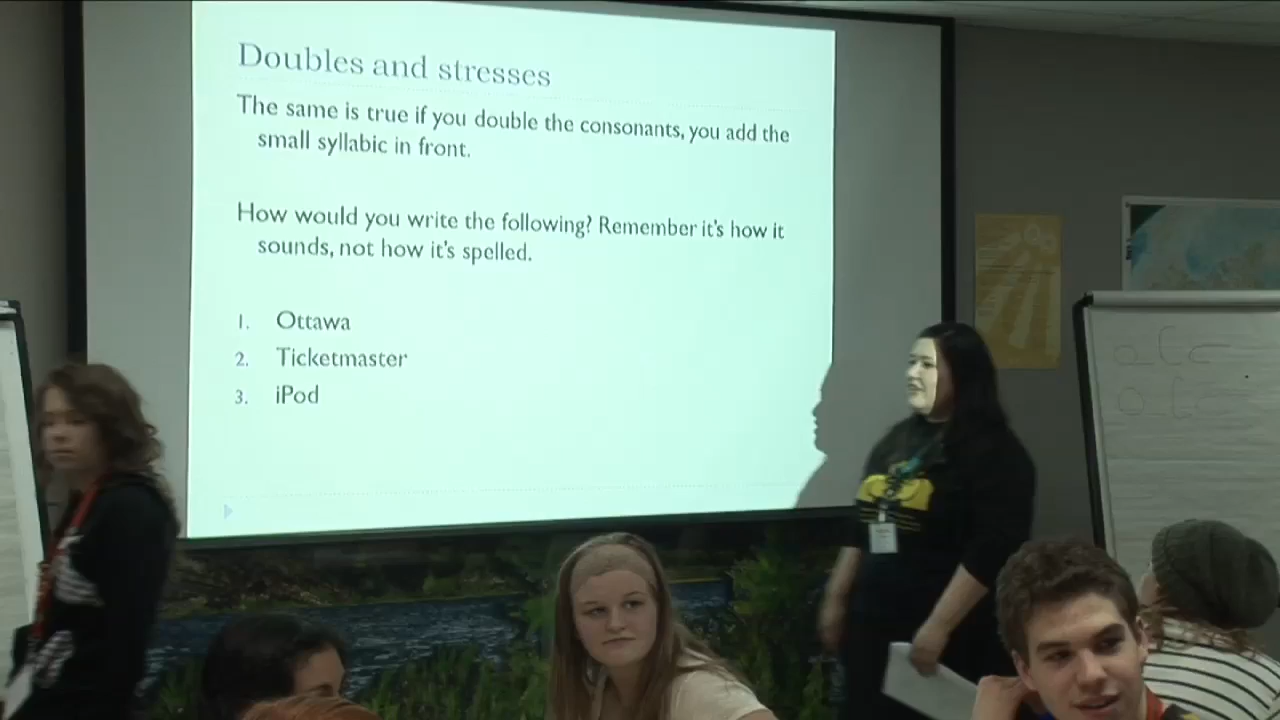 Doubles and stresses
The same is true if you double the consonants, you add the
small syllabic in front.
How would you write the following? Remember it's how it
sounds, not how it's spelled.
1. Ottawa
2. Ticketmaster
3. iPod